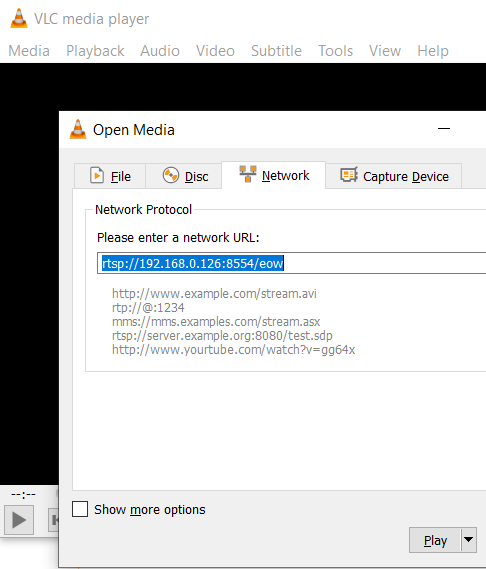 VLC media player
Media Playback Audio Video Subtitle Tools View Help
Open Media
File Disc Network Capture Device
Network Protocol
Please enter a network URL:
rtsp://192.168.0.126:8554/eow
http://www.example.com/stream.avi
rtp://@:1234
mms://mms.examples.com/stream.asx
rtsp://server.example.org:8080/test.sdp
http://www.yourtube.com/watch?v=gg64x
--:--
Show more options
Play